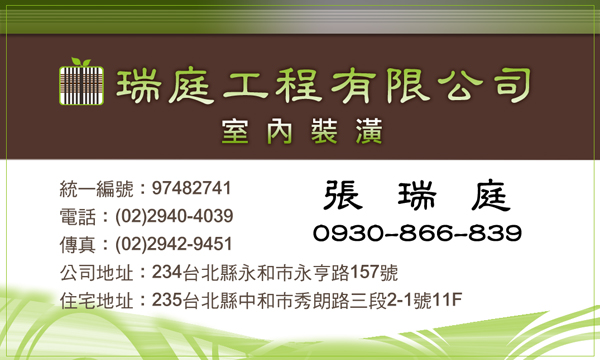 瑞庭工程有限公司
室內裝潢
統一編號：97482741
電話：(02)2940-4039
傳真：(02)2942-9451
公司地址：234台北縣永和市永亨路157號
住宅地址：235台北縣中和市秀朗路三段2-1號11F
張瑞庭
0930-866-839